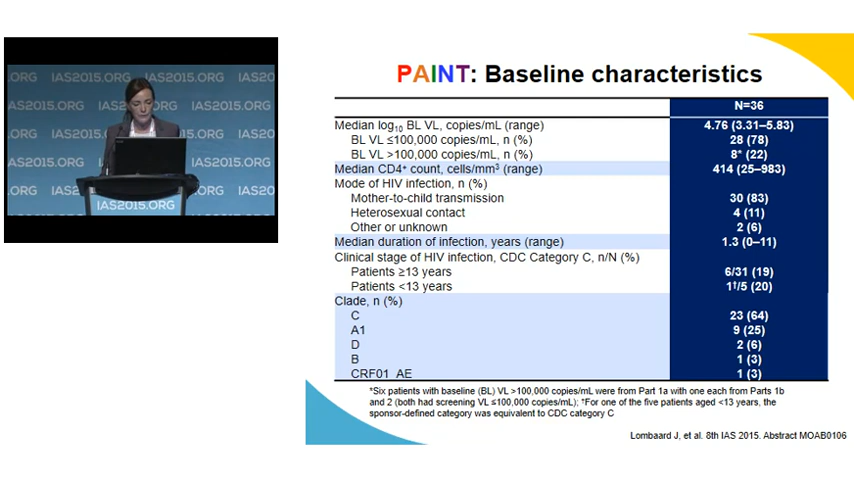 .ORG IAS2015.ORG IAS2015.ORG IAS20
AS2015.ORG
IAS2015.ORG
PAINT: Baseline characteristics
N=36
Median log10 BL VL, copies/mL (range) 4.76 (3.31–5.83)
BL VL ≤100,000 copies/mL, n (%) 28 (78)
BL VL >100,000 copies/mL, n (%) 8* (22)
Median CD4+ count, cells/mm3 (range) 414 (25–983)
Mode of HIV infection, n (%)
Mother-to-child transmission 30 (83)
Heterosexual contact 4 (11)
Other or unknown 2 (6)
Median duration of infection, years (range) 1.3 (0–11)
Clinical stage of HIV infection, CDC Category C, n/N (%)
Patients ≥13 years 6/31 (19)
Patients <13 years 1†/5 (20)
Clade, n (%)
C 23 (64)
A1 9 (25)
D 2 (6)
B 1 (3)
CRF01_AE 1 (3)
*Six patients with baseline (BL) VL >100,000 copies/mL were from Part 1a with one each from Parts 1b
and 2 (both had screening VL ≤100,000 copies/mL); †For one of the five patients aged <13 years, the
sponsor-defined category was equivalent to CDC category C
Lombaard J, et al. 8th IAS 2015. Abstract MOAB0106